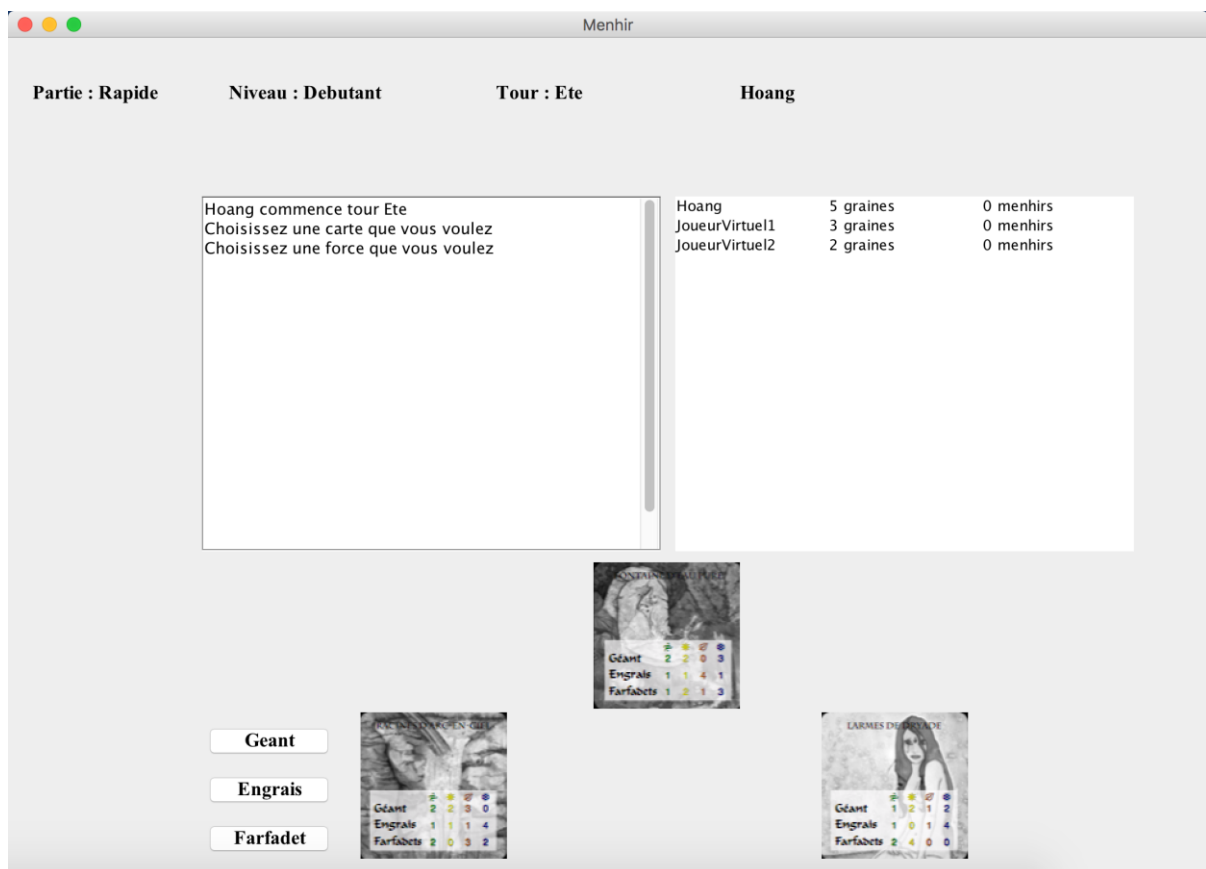 Menhir
Partie : Rapide Niveau : Debutant Tour : Ete Hoang
Hoang commence tour Ete
Choisissez une carte que vous voulez
Choisissez une force que vous voulez
Hoang 5 graines 0 menhirs
JoueurVirtuel1 3 graines 0 menhirs
JoueurVirtuel2 2 graines 0 menhirs
Géant 2 2 0 3
Engrais 1 1 4 1
Farfadets 1 2 1 3
Geant
Engrais
Farfadet
RACINES D'ARC-EN-CIEL
Géant 2 2 3 0
Engrais 1 1 1 4
Farfadets 2 0 3 2
LARMES DE DRYADE
Géant 1 2 1 2
Engrais 1 0 1 4
Farfadets 2 4 0 0